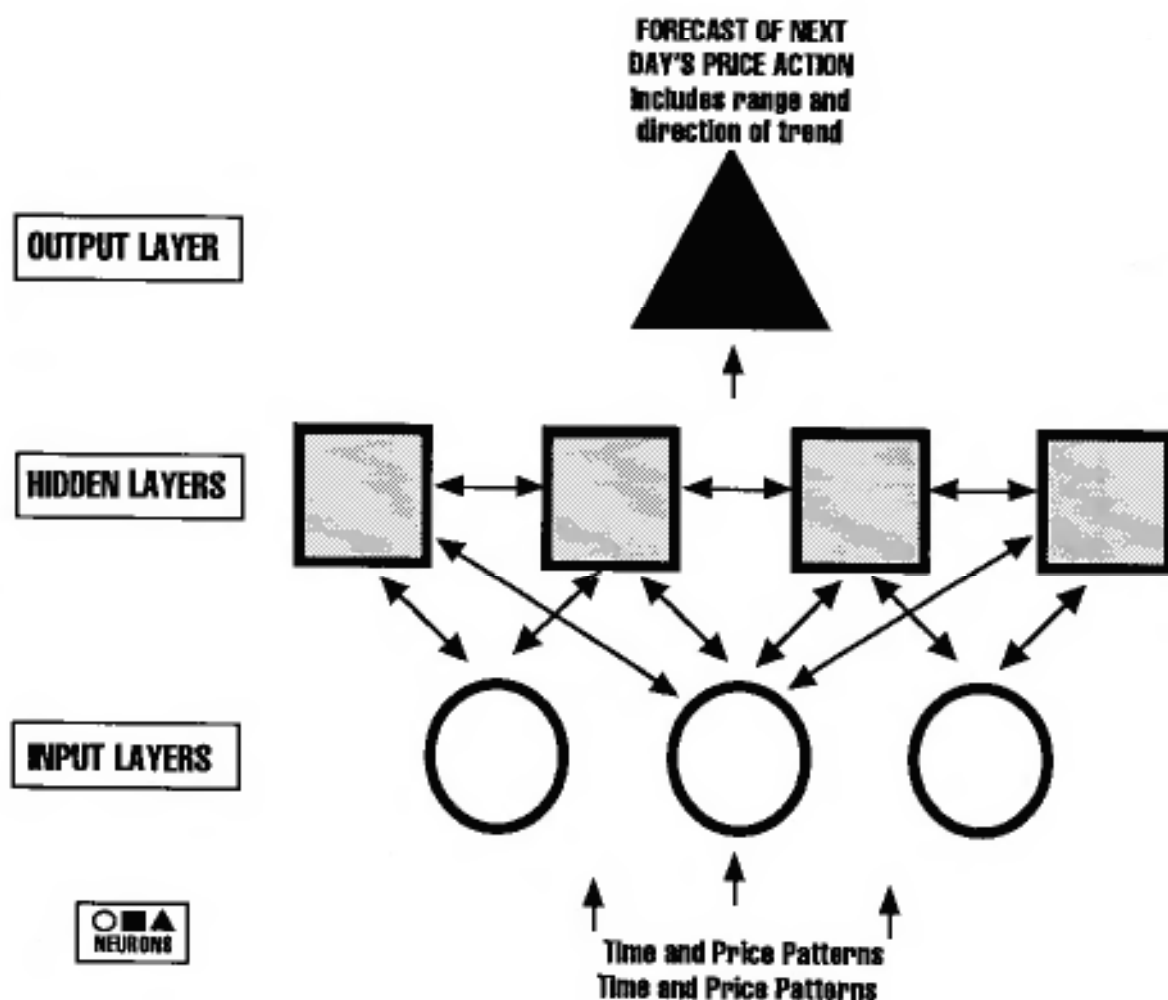 FORECAST OF NEXT
DAY'S PRICE ACTION
Includes range and
direction of trend
OUTPUT LAYER
HIDDEN LAYERS
INPUT LAYERS
NEURONS
Time and Price Patterns
Time and Price Patterns